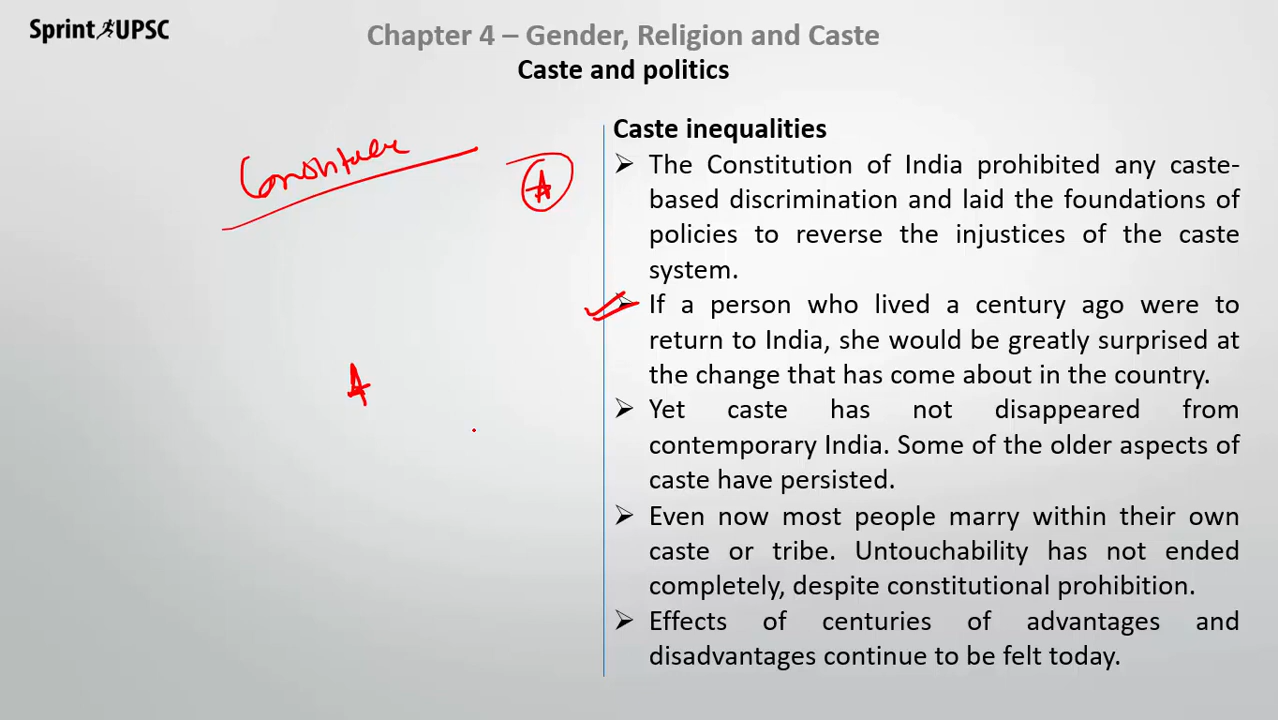 Sprint UPSC
Chapter 4 – Gender, Religion and Caste
Caste and politics
A
A
Caste inequalities
➢ The Constitution of India prohibited any caste-
based discrimination and laid the foundations of
policies to reverse the injustices of the caste
system.
➢ If a person who lived a century ago were to
return to India, she would be greatly surprised at
the change that has come about in the country.
➢ Yet caste has not disappeared from
contemporary India. Some of the older aspects of
caste have persisted.
➢ Even now most people marry within their own
caste or tribe. Untouchability has not ended
completely, despite constitutional prohibition.
➢ Effects of centuries of advantages and
disadvantages continue to be felt today.